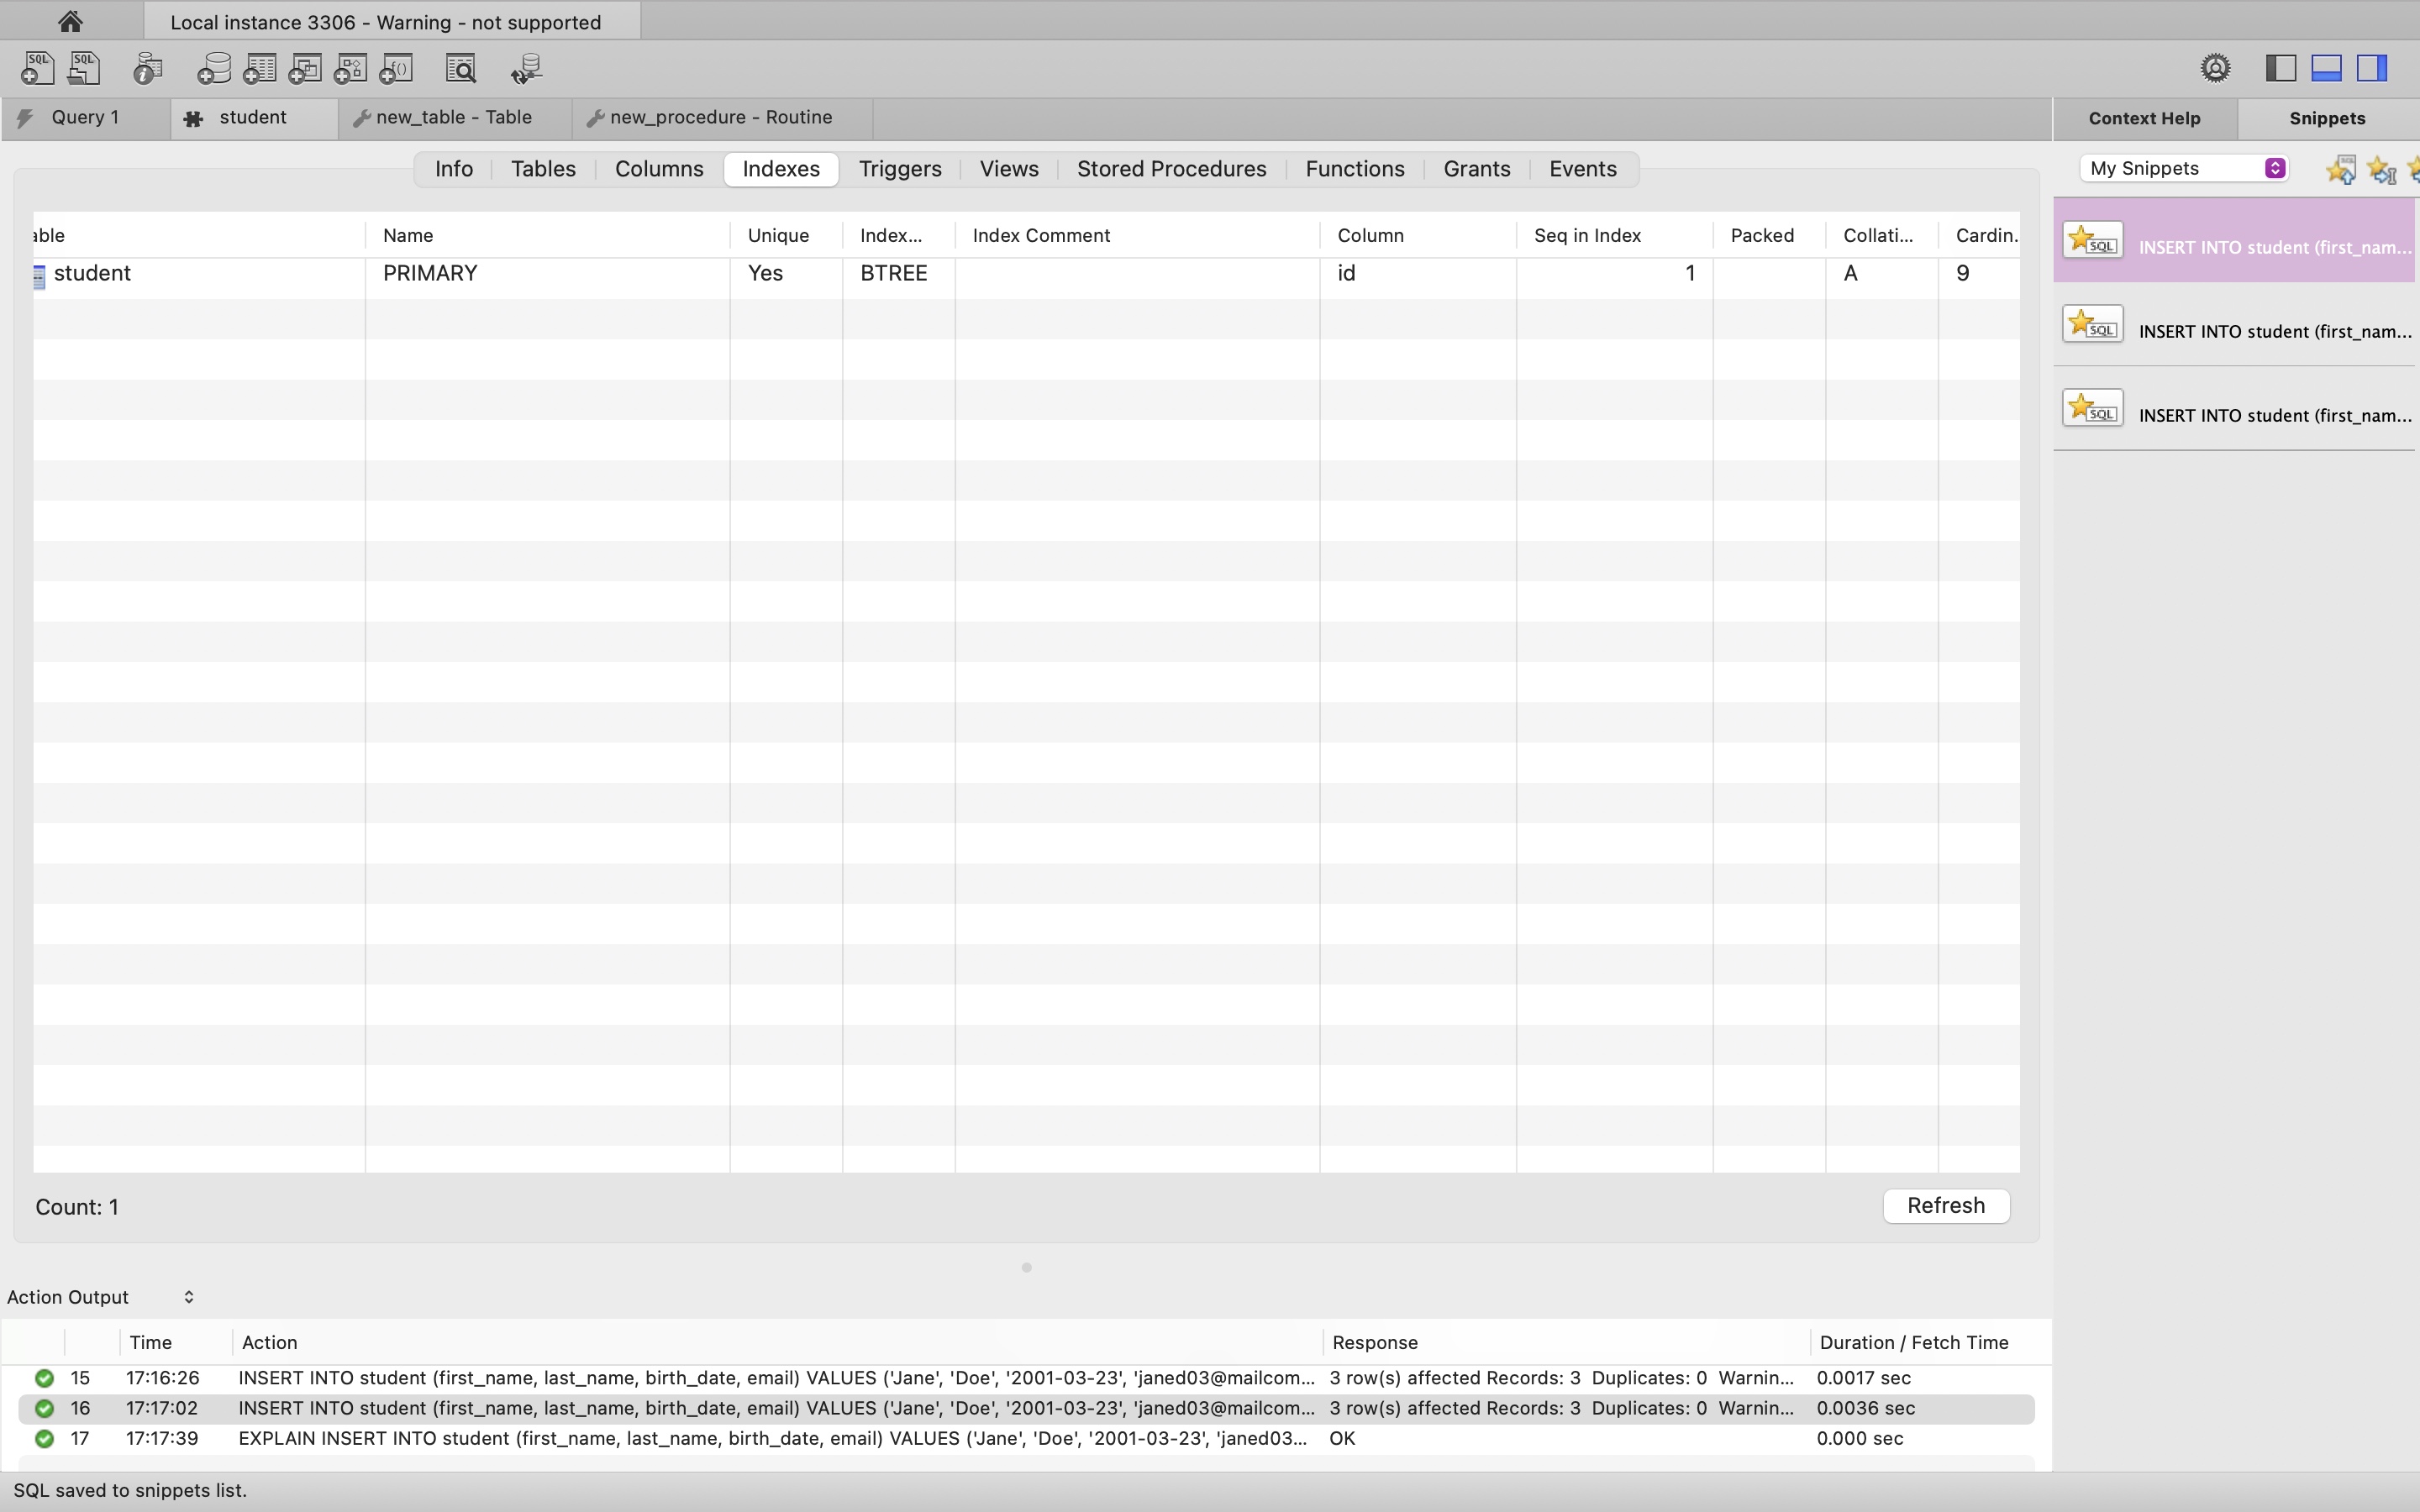 Local instance 3306 - Warning - not supported
SQL SQL
Query 1 student new_table - Table new_procedure - Routine Context Help Snippets
Info Tables Columns Indexes Triggers Views Stored Procedures Functions Grants Events My Snippets
able Name Unique Index... Index Comment Column Seq in Index Packed Collati... Cardin.
student PRIMARY Yes BTREE id 1 A 9
SQL INSERT INTO student (first_nam...
SQL INSERT INTO student (first_nam...
SQL INSERT INTO student (first_nam...
Count: 1 Refresh
Action Output
Time Action Response Duration / Fetch Time
15 17:16:26 INSERT INTO student (first_name, last_name, birth_date, email) VALUES ('Jane', 'Doe', '2001-03-23', 'janed03@mailcom... 3 row(s) affected Records: 3 Duplicates: 0 Warnin... 0.0017 sec
16 17:17:02 INSERT INTO student (first_name, last_name, birth_date, email) VALUES ('Jane', 'Doe', '2001-03-23', 'janed03@mailcom... 3 row(s) affected Records: 3 Duplicates: 0 Warnin... 0.0036 sec
17 17:17:39 EXPLAIN INSERT INTO student (first_name, last_name, birth_date, email) VALUES ('Jane', 'Doe', '2001-03-23', 'janed03... OK 0.000 sec
SQL saved to snippets list.